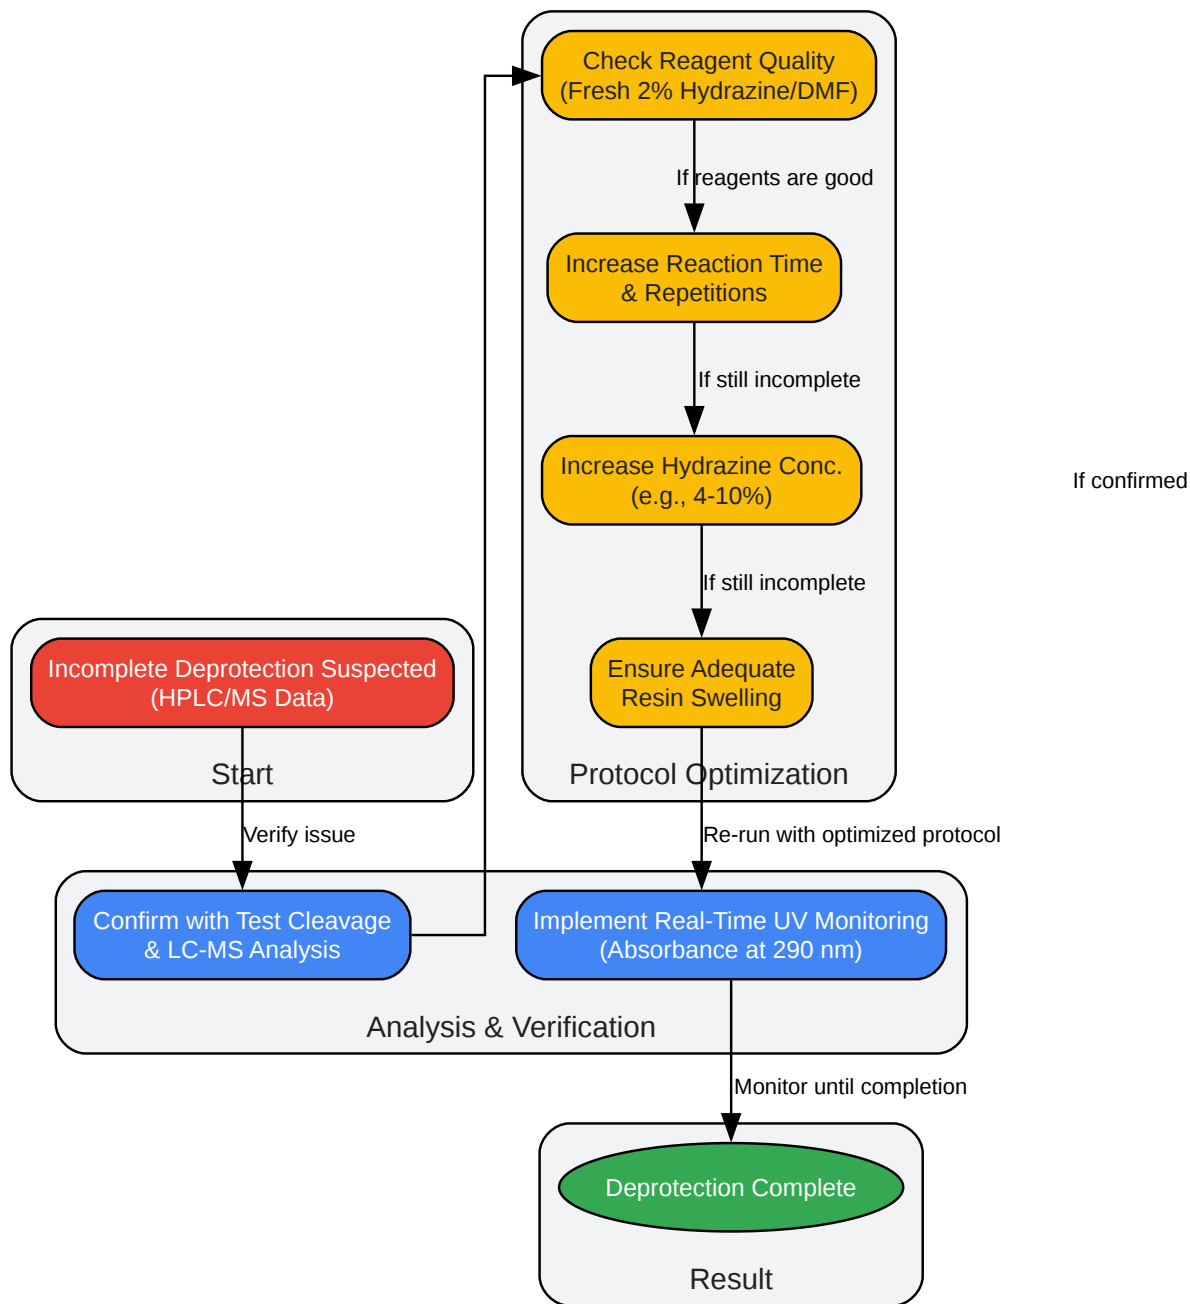 Check Reagent Quality
(Fresh 2% Hydrazine/DMF)
If reagents are good
Increase Reaction Time
& Repetitions
If still incomplete
Increase Hydrazine Conc.
(e.g., 4-10%)
If confirmed
If still incomplete
Incomplete Deprotection Suspected
(HPLC/MS Data)
Start
Ensure Adequate
Resin Swelling
Protocol Optimization
Verify issue
Re-run with optimized protocol
Confirm with Test Cleavage
& LC-MS Analysis
Implement Real-Time UV Monitoring
(Absorbance at 290 nm)
Analysis & Verification
Monitor until completion
Deprotection Complete
Result